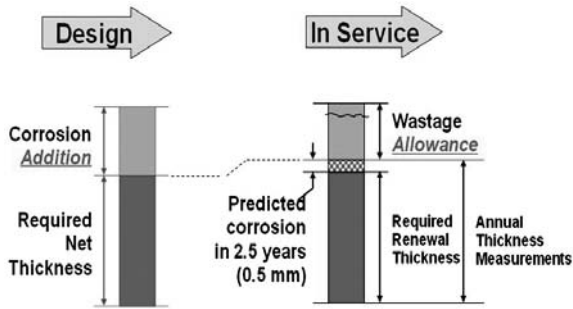 Design
In Service
Corrosion
Addition
Required
Net
Thickness
Wastage
Allowance
Predicted
corrosion
in 2.5 years
(0.5 mm)
Required
Renewal
Thickness
Annual
Thickness
Measurements